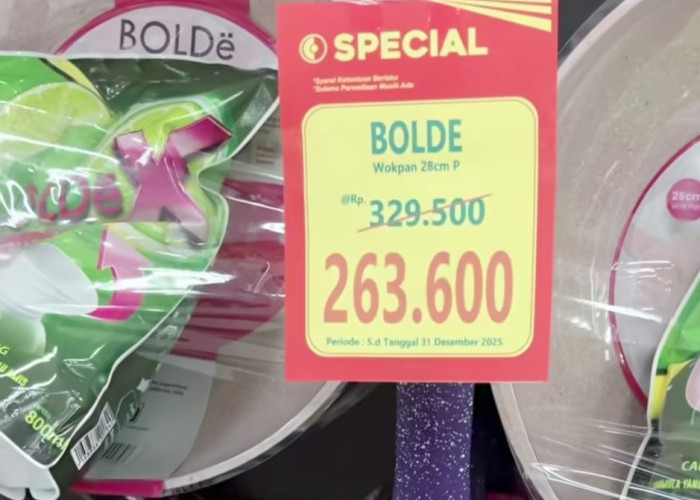 BOLDë
SPECIAL
*Syarat Ketentuan Berlaku
*Selama Persediaan Masih Ada
BOLDE
Wokpan 28cm P
@Rp. 329.500
263.600
Periode : S.d Tanggal 31 Desember 2025
800ml